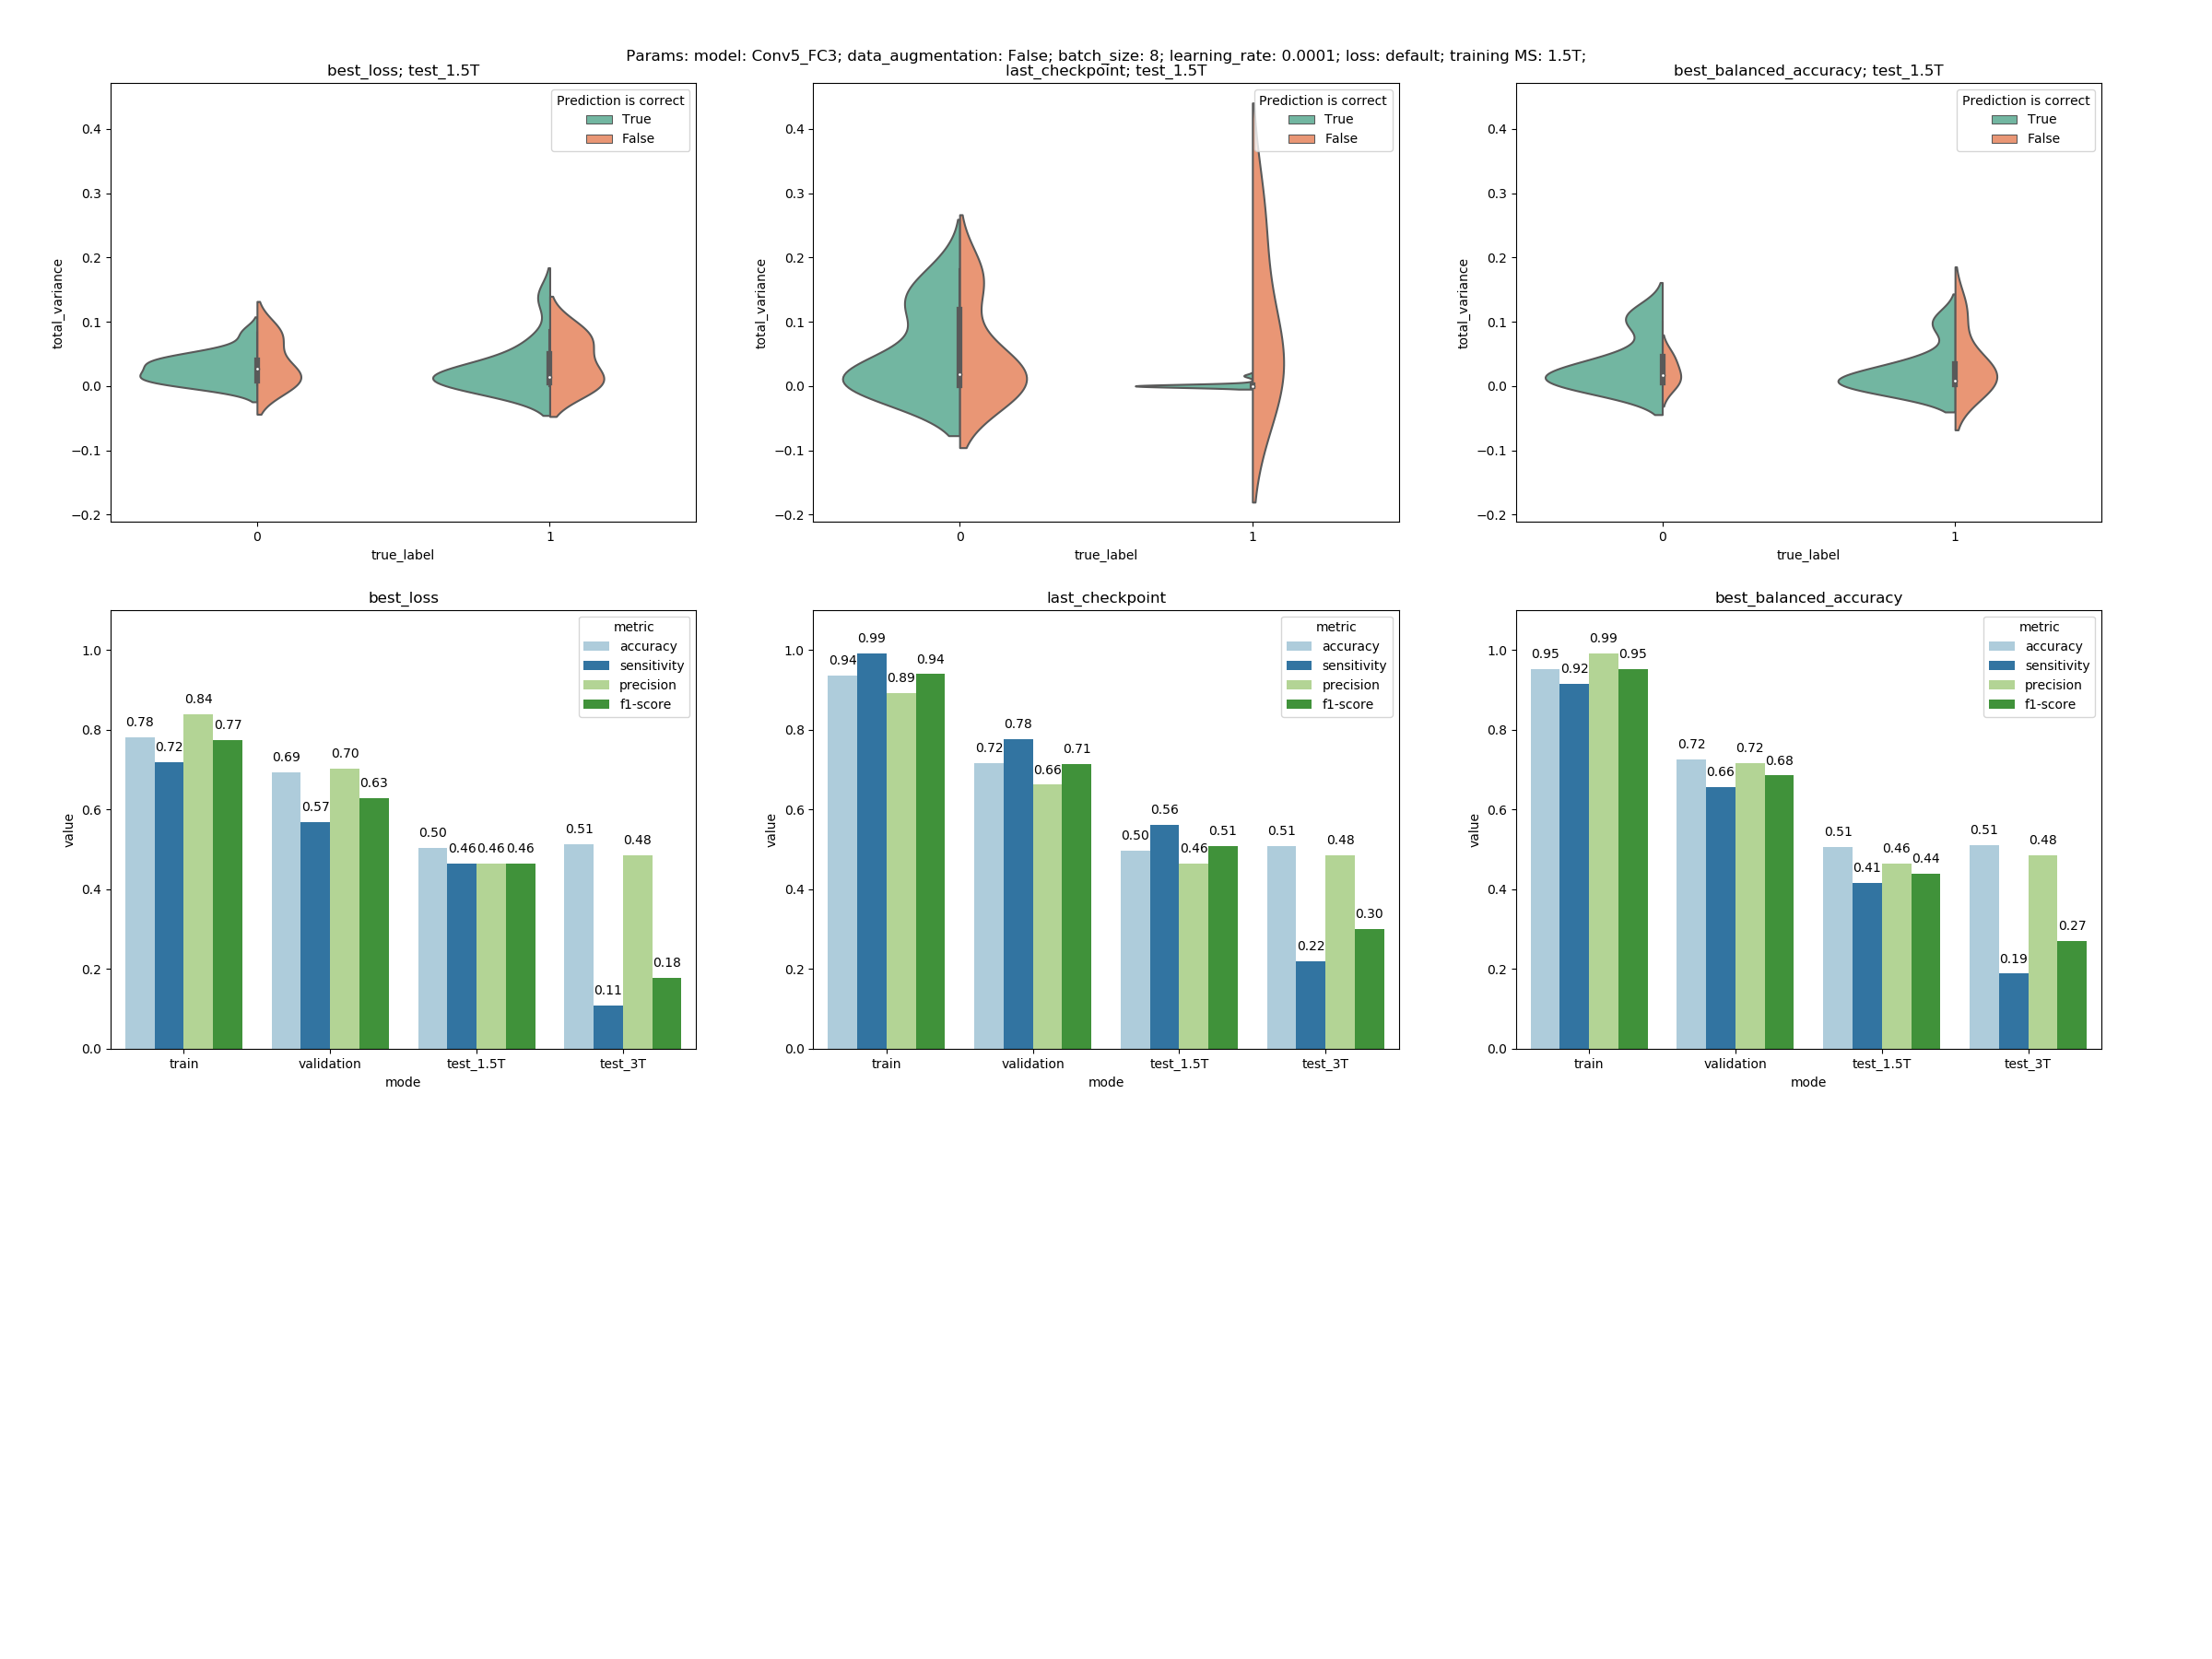 Params: model: Conv5_FC3; data_augmentation: False; batch_size: 8; learning_rate: 0.0001; loss: default; training MS: 1.5T;
best_loss; test_1.5T
Prediction is correct
True
False
total_variance
0.4
0.3
0.2
0.1
0.0
−0.1
−0.2
0
1
true_label
last_checkpoint; test_1.5T
Prediction is correct
True
False
total_variance
0.4
0.3
0.2
0.1
0.0
−0.1
−0.2
0
1
true_label
best_balanced_accuracy; test_1.5T
Prediction is correct
True
False
total_variance
0.4
0.3
0.2
0.1
0.0
−0.1
−0.2
0
1
true_label
best_loss
metric
accuracy
sensitivity
precision
f1-score
value
1.0
0.8
0.6
0.4
0.2
0.0
0.78
0.72
0.84
0.77
0.69
0.57
0.70
0.63
0.50
0.46
0.46
0.46
0.51
0.11
0.48
0.18
train
validation
test_1.5T
test_3T
mode
last_checkpoint
metric
accuracy
sensitivity
precision
f1-score
value
1.0
0.8
0.6
0.4
0.2
0.0
0.94
0.99
0.89
0.94
0.72
0.78
0.66
0.71
0.50
0.56
0.46
0.51
0.51
0.22
0.48
0.30
train
validation
test_1.5T
test_3T
mode
best_balanced_accuracy
metric
accuracy
sensitivity
precision
f1-score
value
1.0
0.8
0.6
0.4
0.2
0.0
0.95
0.92
0.99
0.95
0.72
0.66
0.72
0.68
0.51
0.41
0.46
0.44
0.51
0.19
0.48
0.27
train
validation
test_1.5T
test_3T
mode